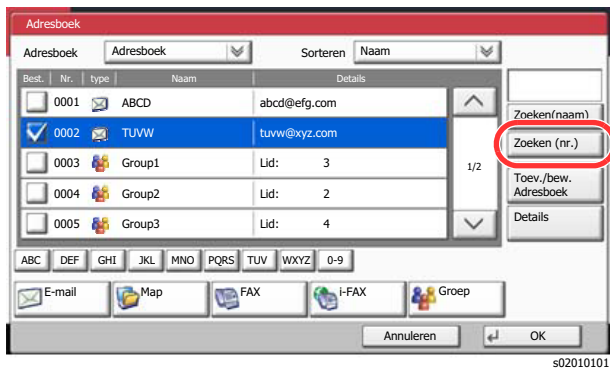 Adresboek
Adresboek Adresboek Sorteren Naam
Best. Nr. type Naam Details
0001 ABCD abcd@efg.com
0002 TUVW tuvw@xyz.com
0003 Group1 Lid: 3
0004 Group2 Lid: 2
0005 Group3 Lid: 4
1/2
Zoeken(naam)
Zoeken (nr.)
Toev./bew.
Adresboek
Details
ABC DEF GHI JKL MNO PQRS TUV WXYZ 0-9
E-mail Map FAX i-FAX Groep
Annuleren OK
s02010101